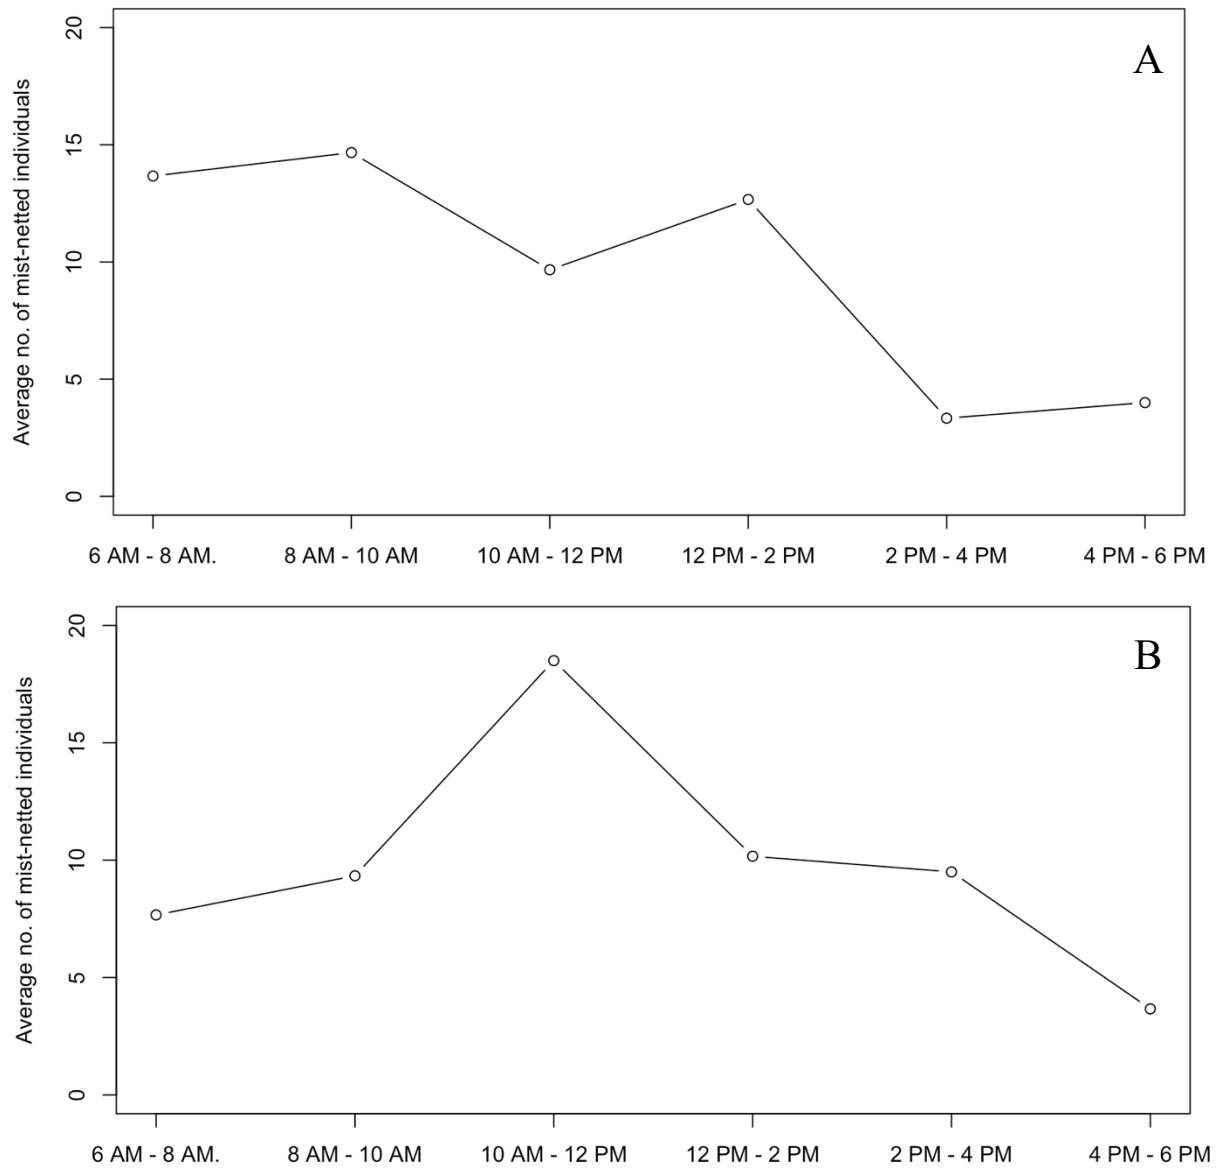 A
Average no. of mist-netted individuals
20
15
10
5
0
6 AM - 8 AM.
8 AM - 10 AM
10 AM - 12 PM
12 PM - 2 PM
2 PM - 4 PM
4 PM - 6 PM
B
Average no. of mist-netted individuals
20
15
10
5
0
6 AM - 8 AM.
8 AM - 10 AM
10 AM - 12 PM
12 PM - 2 PM
2 PM - 4 PM
4 PM - 6 PM